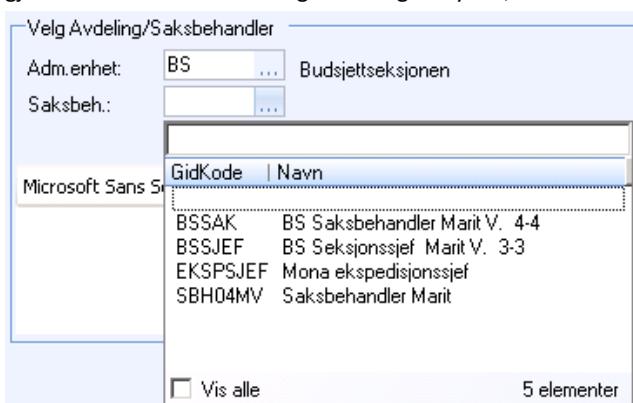 Velg Avdeling/Saksbehandler
Adm.enhet: BS ... Budsjettseksjonen
Saksbeh.: ...
Microsoft Sans
GidKode | Navn
BSSAK BS Saksbehandler Marit V. 4-4
BSSJEF BS Seksjonssjef Marit V. 3-3
EKSPSJEF Mona ekspedisjonssjef
SBH04MV Saksbehandler Marit
Vis alle 5 elementer